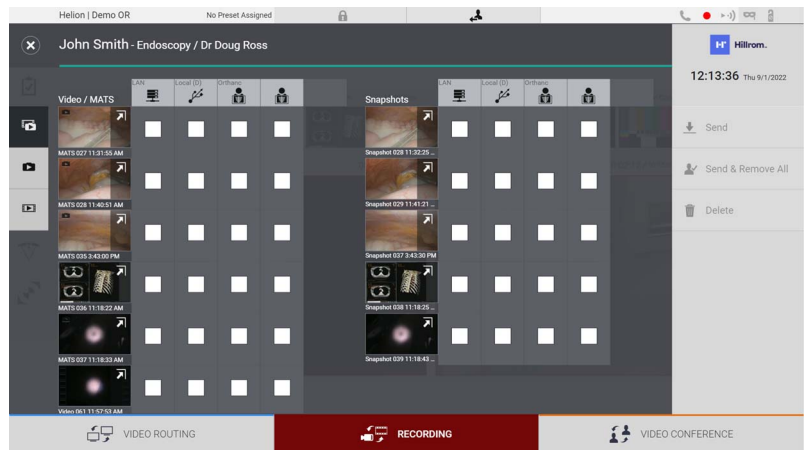 Helion | Demo OR
No Preset Assigned
John Smith - Endoscopy / Dr Doug Ross
Hillrom.
12:13:36 Thu 9/1/2022
Video / MATS
LAN
Local (D)
Orthanc
Snapshots
LAN
Local (D)
Orthanc
MATS 027 11:31:55 AM
Snapshot 028 11:32:25 ...
Send
MATS 028 11:40:51 AM
Snapshot 029 11:41:21 ...
Send & Remove All
MATS 035 3:43:00 PM
Snapshot 037 3:43:30 PM
Delete
MATS 036 11:18:22 AM
Snapshot 038 11:18:25 ...
MATS 037 11:18:33 AM
Snapshot 039 11:18:43 ...
Video 061 11:57:53 AM
VIDEO ROUTING
RECORDING
VIDEO CONFERENCE